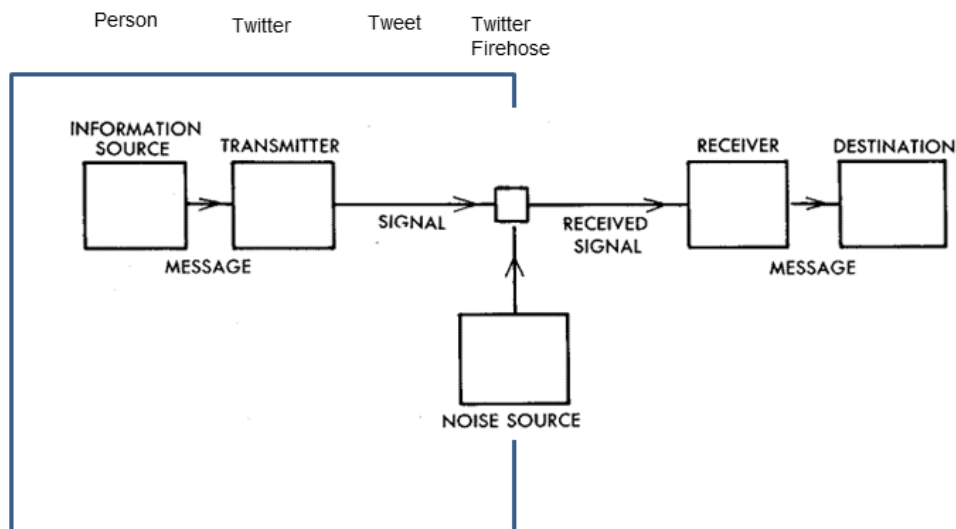 Person
Twitter
Tweet
Twitter
Firehose
INFORMATION
SOURCE
TRANSMITTER
RECEIVER
DESTINATION
SIGNAL
RECEIVED
SIGNAL
MESSAGE
MESSAGE
NOISE SOURCE